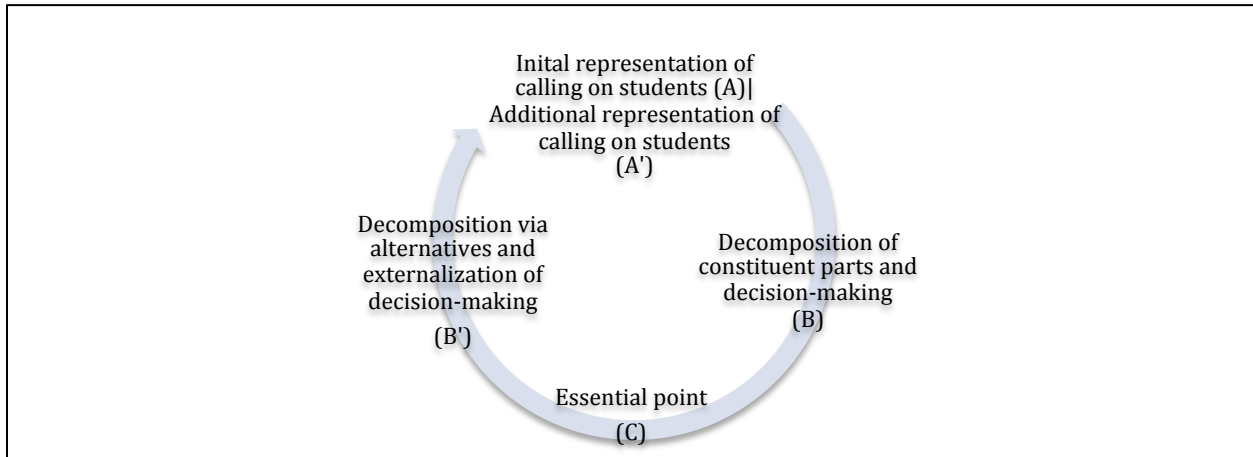 Inital representation of
calling on students (A)|
Additional representation of
calling on students
(A')
Decomposition of
constituent parts and
decision-making
(B)
Essential point
(C)
Decomposition via
alternatives and
externalization of
decision-making
(B')